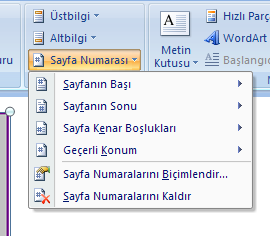 Üstbilgi
Altbilgi
Sayfa Numarası
Metin Kutusu
Hızlı Parç
WordArt
Başlangıc
Sayfanın Başı
Sayfanın Sonu
Sayfa Kenar Boşlukları
Geçerli Konum
Sayfa Numaralarını Biçimlendir...
Sayfa Numaralarını Kaldır